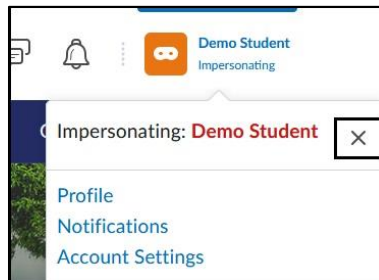 Demo Student
Impersonating
Impersonating: Demo Student
Profile
Notifications
Account Settings